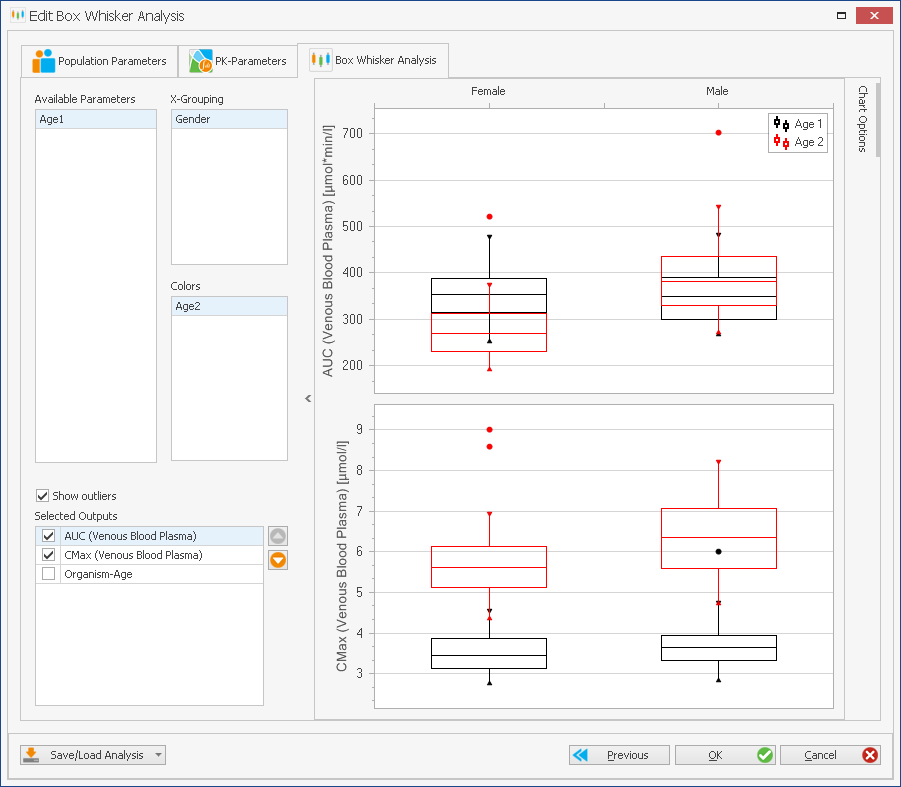 Edit Box Whisker Analysis
Population Parameters
PK-Parameters
Box Whisker Analysis
Available Parameters
Age1
X-Grouping
Gender
Colors
Age2
Show outliers
Selected Outputs
AUC (Venous Blood Plasma)
CMax (Venous Blood Plasma)
Organism-Age
<
Female
Male
Age 1
Age 2
AUC (Venous Blood Plasma) [µmol*min/l]
700
600
500
400
300
200
CMax (Venous Blood Plasma) [µmol/l]
9
8
7
6
5
4
3
Chart Options
Save/Load Analysis
Previous
OK
Cancel